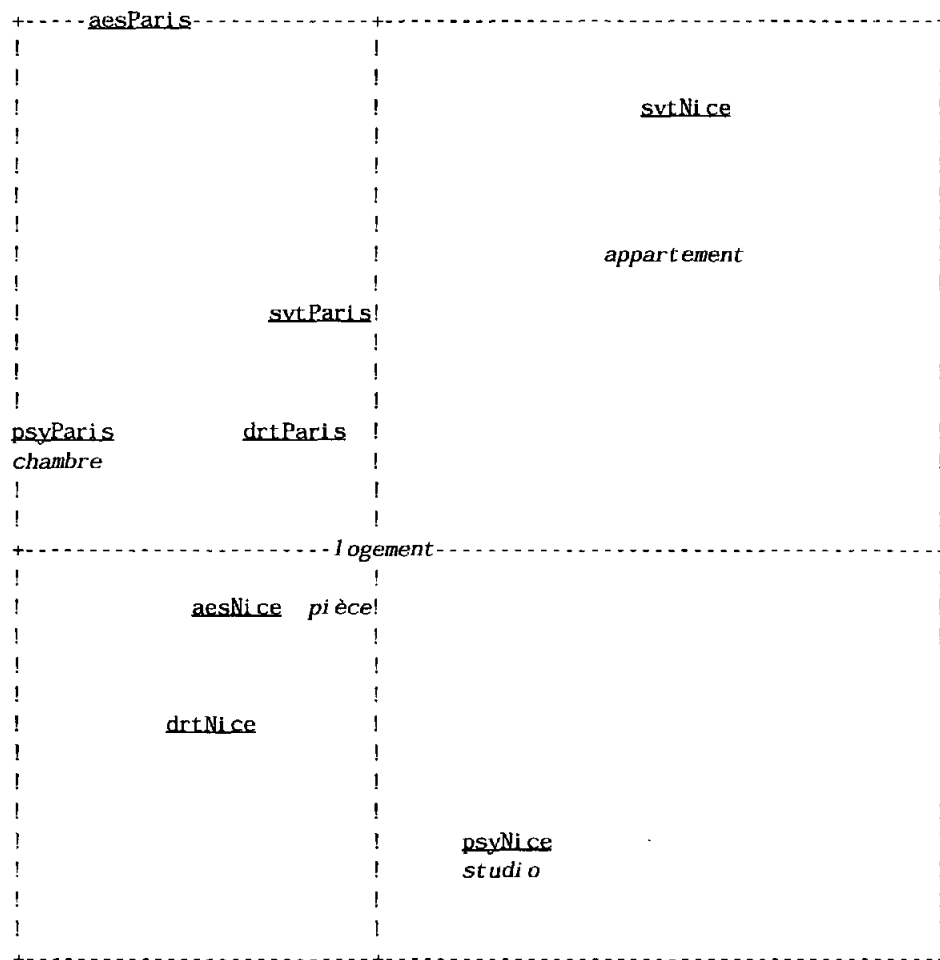 aesParis
svtNice
appartement
svtParis
psyParis drtParis
chambre
logement
aesNice pièce
drtNice
psyNice
studio